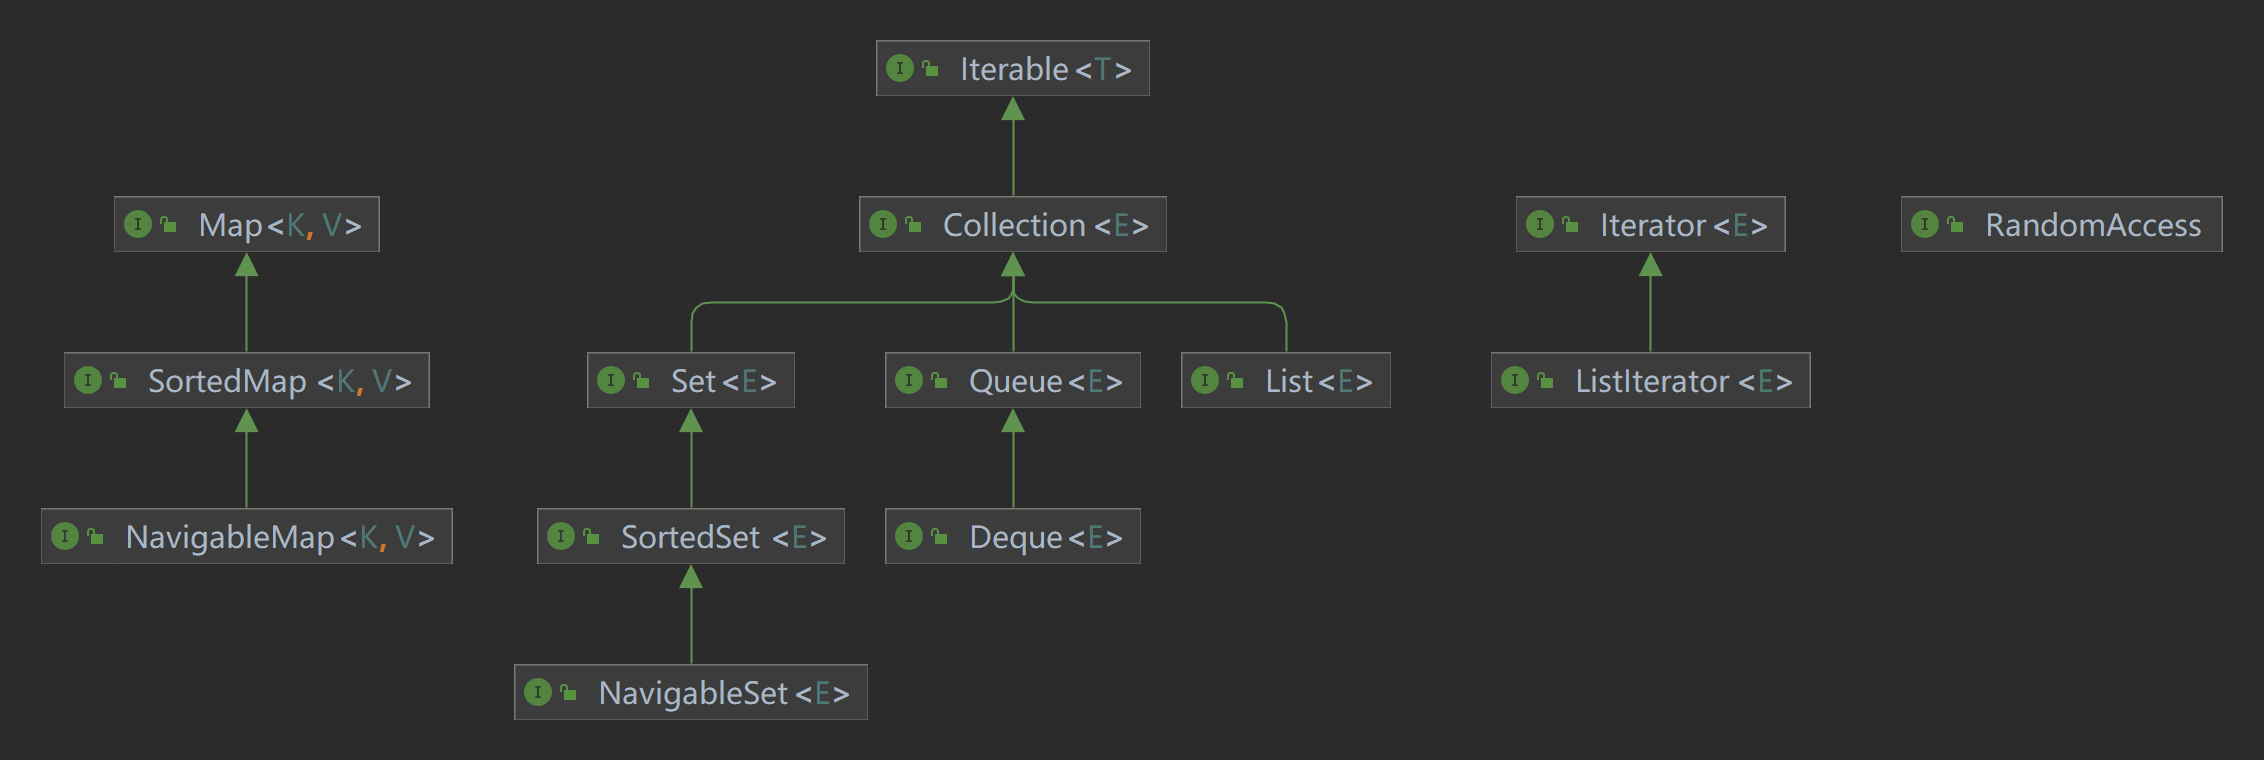 Iterable<T>
Map<K, V>
Collection<E>
Iterator<E>
RandomAccess
SortedMap<K, V>
Set<E>
Queue<E>
List<E>
ListIterator<E>
NavigableMap<K, V>
SortedSet<E>
Deque<E>
NavigableSet<E>